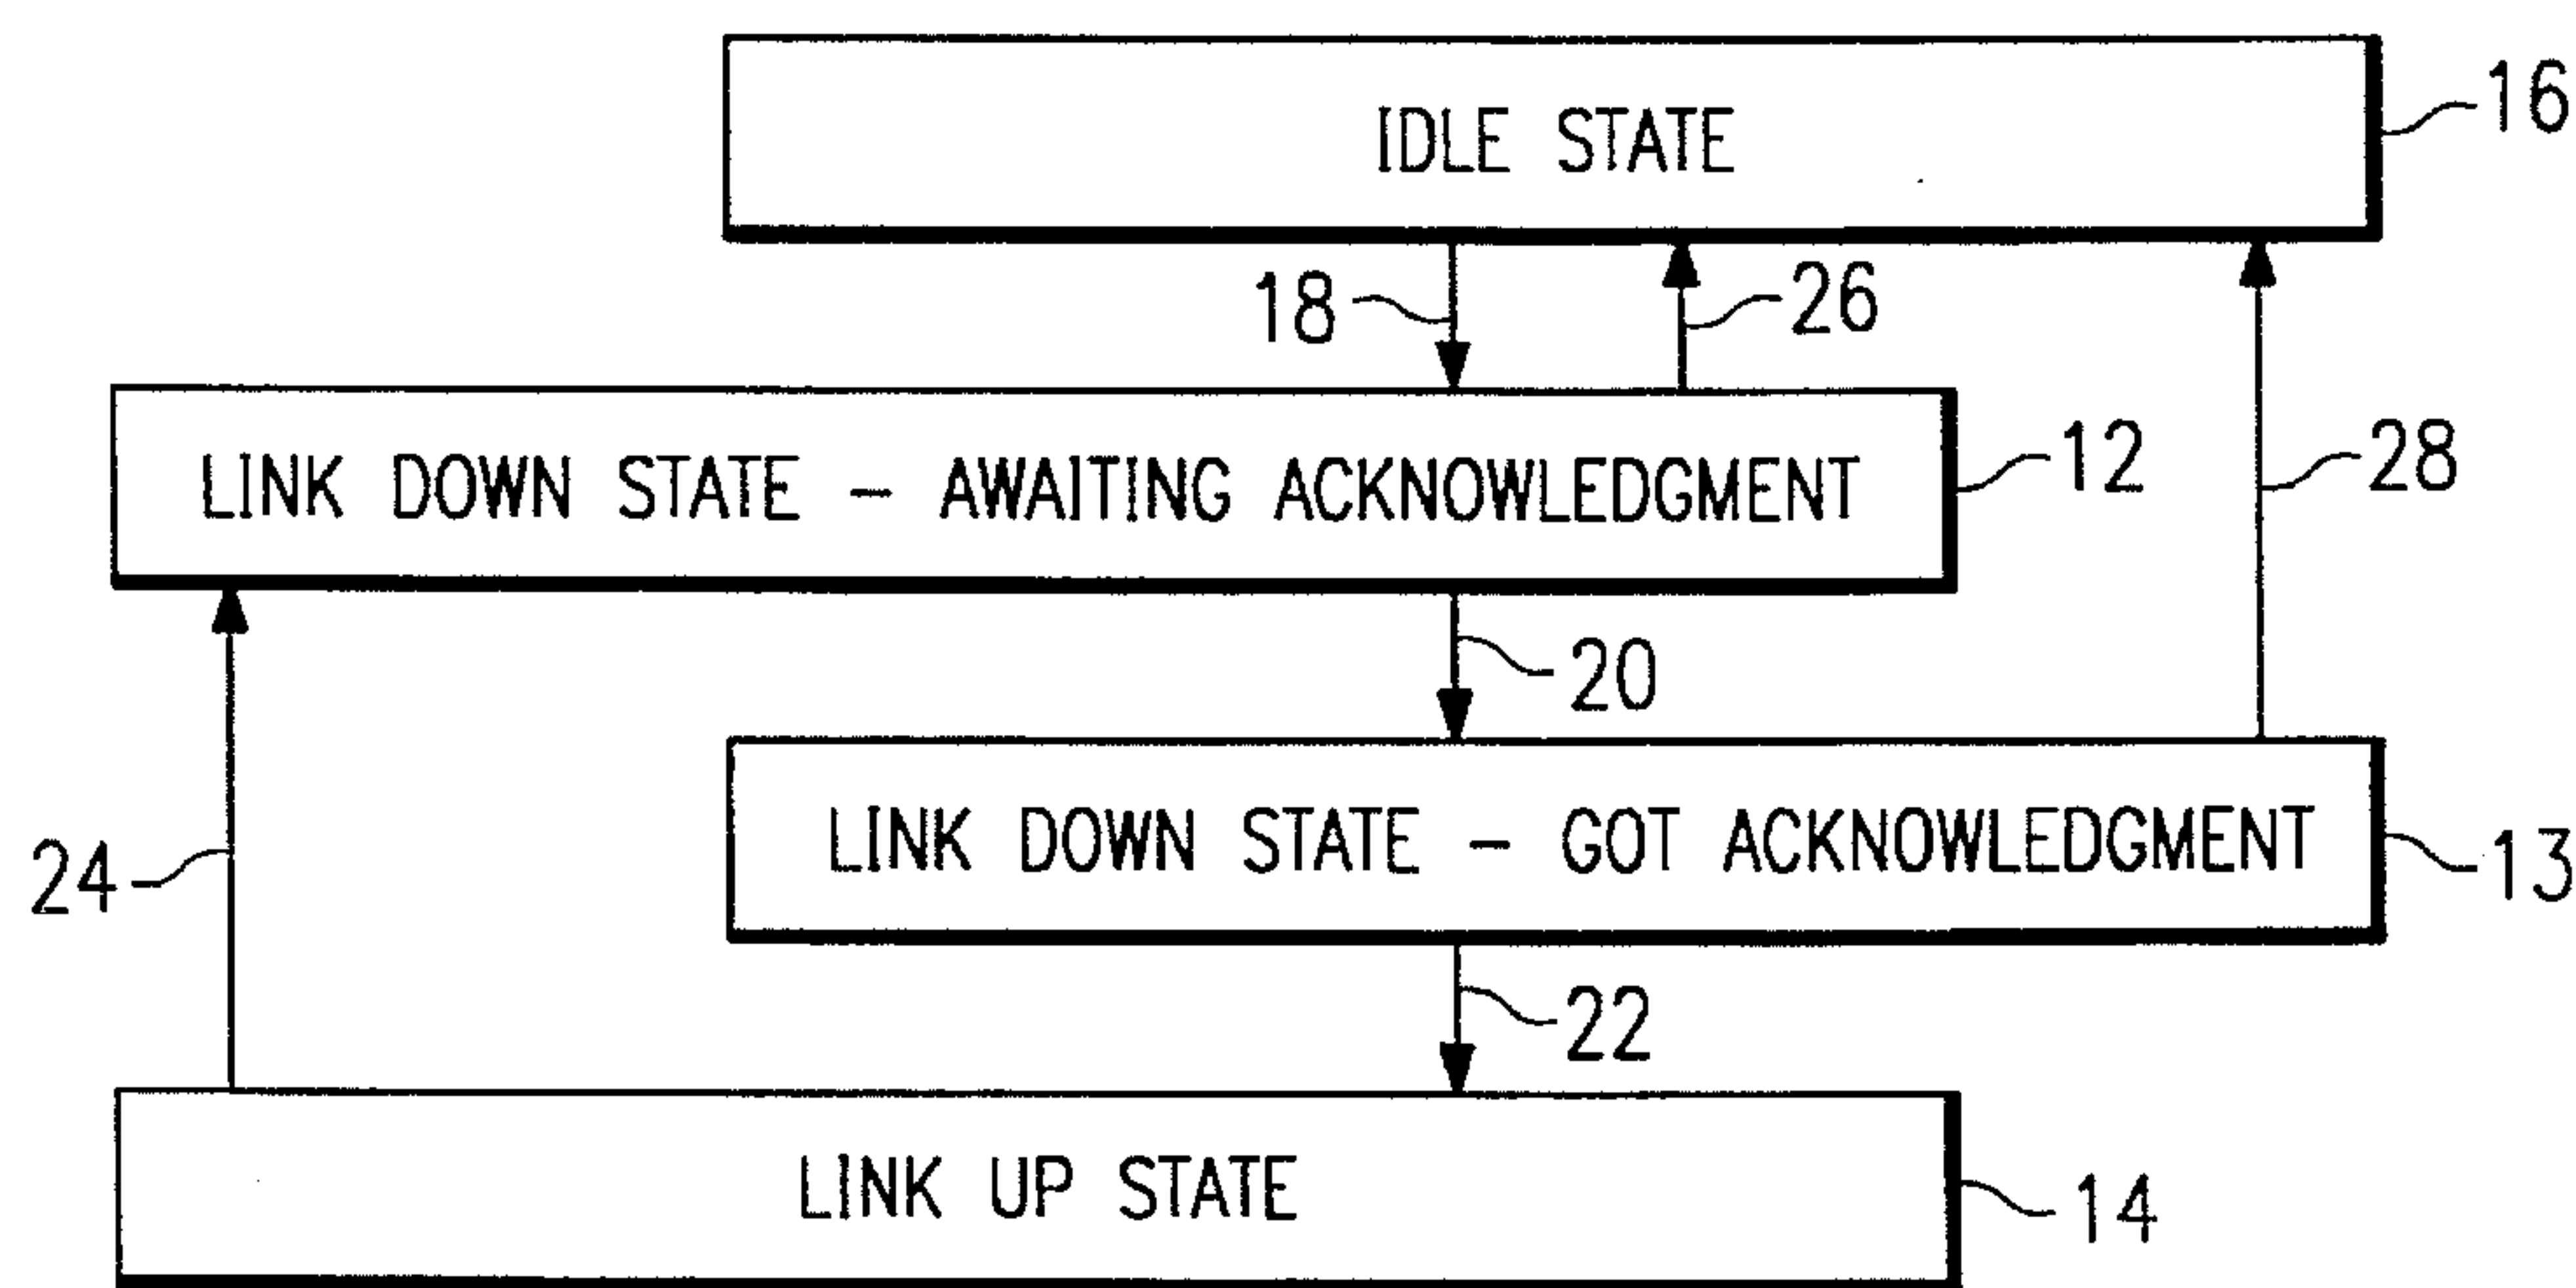 IDLE STATE
16
18
26
LINK DOWN STATE - AWAITING ACKNOWLEDGMENT
12
28
20
LINK DOWN STATE - GOT ACKNOWLEDGMENT
13
24
22
LINK UP STATE
14